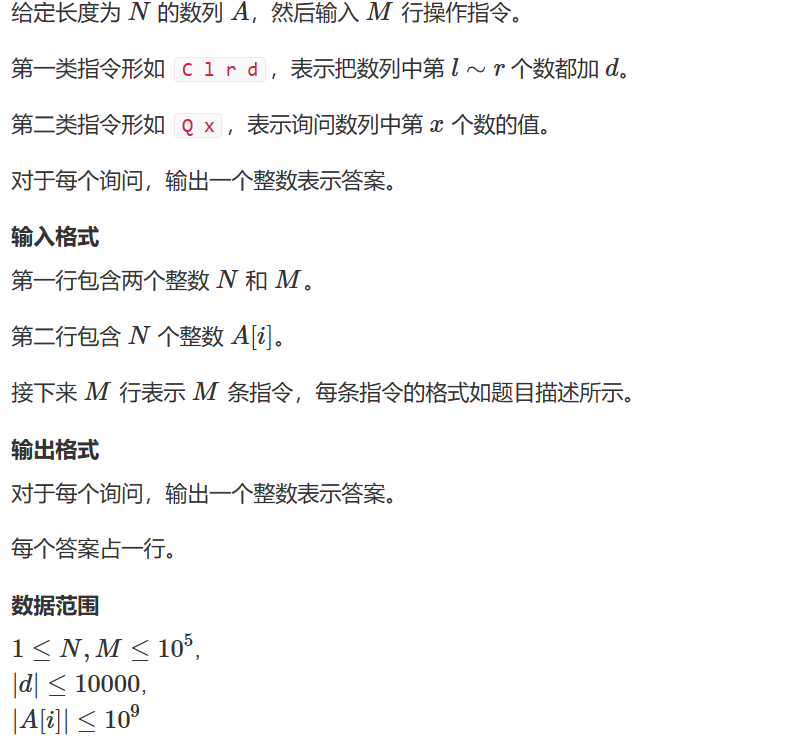 给定长度为 N 的数列 A，然后输入 M 行操作指令。
第一类指令形如 C l r d，表示把数列中第 l ∼ r 个数都加 d。
第二类指令形如 Q x，表示询问数列中第 x 个数的值。
对于每个询问，输出一个整数表示答案。
输入格式
第一行包含两个整数 N 和 M。
第二行包含 N 个整数 A[i]。
接下来 M 行表示 M 条指令，每条指令的格式如题目描述所示。
输出格式
对于每个询问，输出一个整数表示答案。
每个答案占一行。
数据范围
1 ≤ N, M ≤ 10^5,
|d| ≤ 10000,
|A[i]| ≤ 10^9